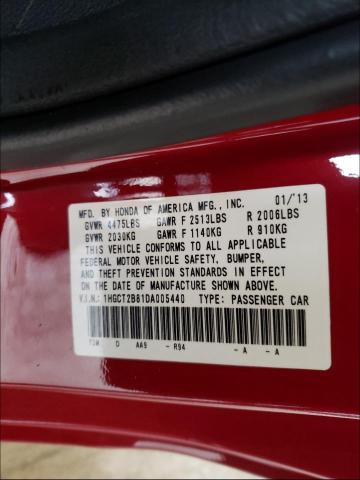 MFD. BY HONDA OF AMERICA MFG., INC. 01/'13
GVWR 4475LBS GAWR F 2513LBS R 2006LBS
GVWR 2030KG GAWR F 1140KG R 910KG
THIS VEHICLE CONFORMS TO ALL APPLICABLE
FEDERAL MOTOR VEHICLE SAFETY, BUMPER,
AND THEFT PREVENTION STANDARDS IN EFFECT
ON THE DATE OF MANUFACTURE SHOWN ABOVE.
V.I.N.: 1HGCT2B81DA005440 TYPE: PASSENGER CAR
D AA9 - R94 -A -A